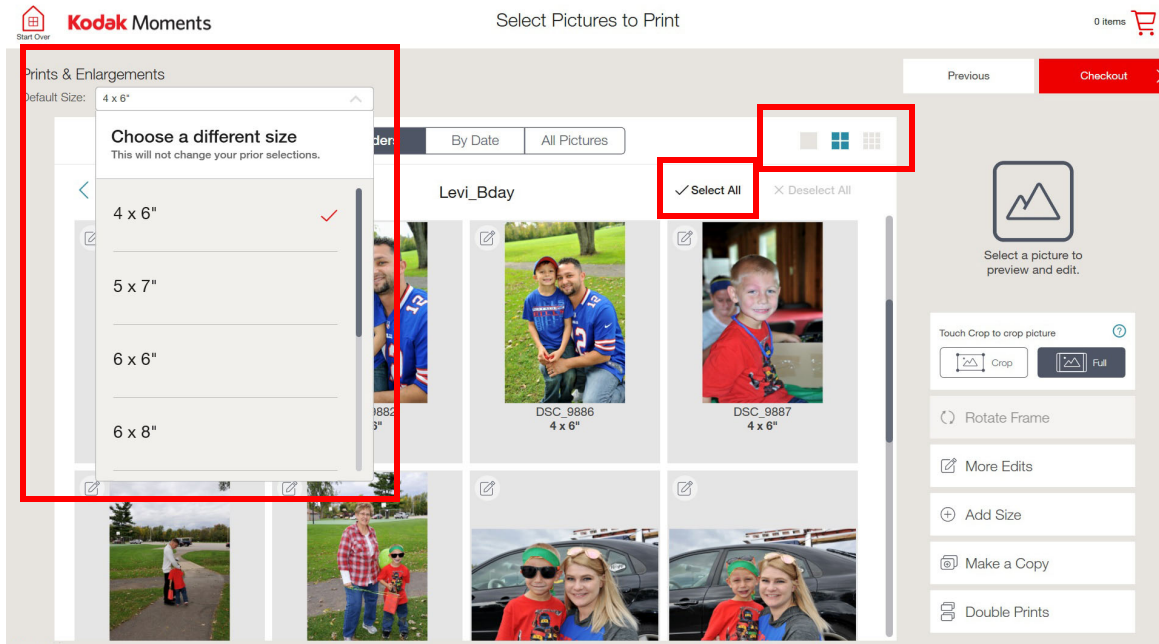 Kodak Moments
Start Over
Select Pictures to Print
0 items
Prints & Enlargements
Default Size: 4 x 6"
Previous
Checkout
Choose a different size
This will not change your prior selections.
By Date
All Pictures
Levi_Bday
Select All
Deselect All
4 x 6"
5 x 7"
6 x 6"
6 x 8"
DSC_9886
4 x 6"
DSC_9887
4 x 6"
Select a picture to
preview and edit.
Touch Crop to crop picture
?
Crop
Full
Rotate Frame
More Edits
Add Size
Make a Copy
Double Prints